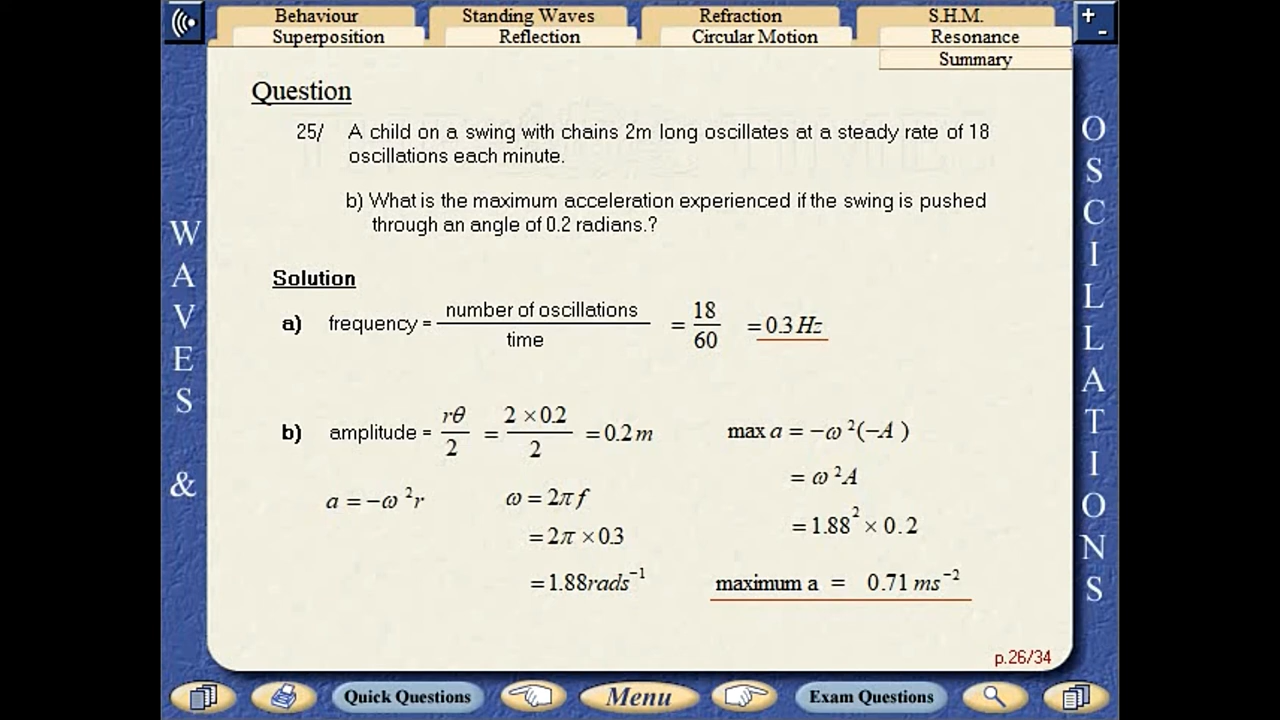 Behaviour Standing Waves Refraction S.H.M.
Superposition Reflection Circular Motion Resonance
Summary
+
-
WAVES &
OSCILLATIONS
Question
25/ A child on a swing with chains 2m long oscillates at a steady rate of 18
oscillations each minute.
b) What is the maximum acceleration experienced if the swing is pushed
through an angle of 0.2 radians.?
Solution
a) frequency = number of oscillations / time = 18 / 60 = 0.3 Hz
b) amplitude = rθ / 2 = 2 × 0.2 / 2 = 0.2 m
a = −ω²r
ω = 2πf
= 2π × 0.3
= 1.88 rads⁻¹
max a = −ω²(−A)
= ω²A
= 1.88² × 0.2
maximum a = 0.71 ms⁻²
p.26/34
Quick Questions Menu Exam Questions